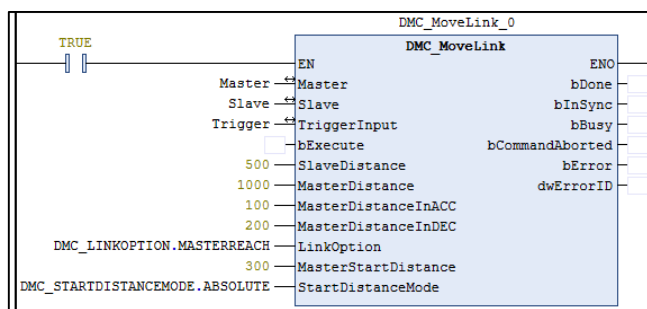 DMC_MoveLink_0
TRUE
DMC_MoveLink
EN ENO
Master Master bDone
Slave Slave bInSync
Trigger TriggerInput bBusy
bExecute bCommandAborted
500 SlaveDistance bError
1000 MasterDistance dwErrorID
100 MasterDistanceInACC
200 MasterDistanceInDEC
DMC_LINKOPTION.MASTERREACH LinkOption
300 MasterStartDistance
DMC_STARTDISTANCEMODE.ABSOLUTE StartDistanceMode